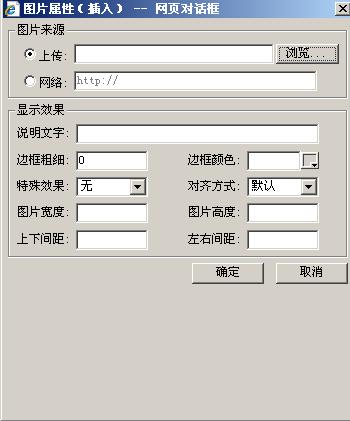 图片属性(插入) -- 网页对话框
图片来源
上传: 浏览...
网络: http://
显示效果
说明文字:
边框粗细: 0 边框颜色:
特殊效果: 无 对齐方式: 默认
图片宽度: 图片高度:
上下间距: 左右间距:
确定 取消